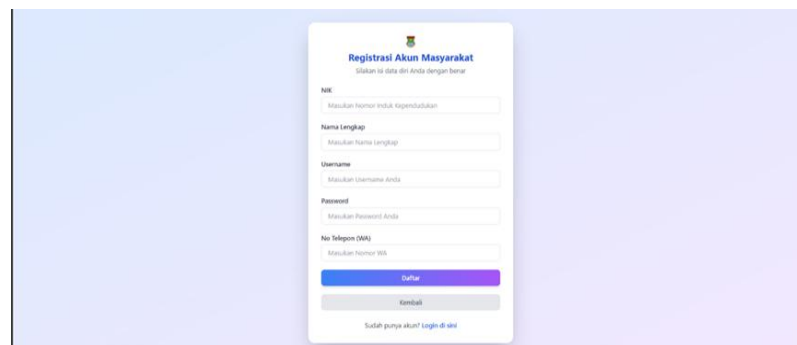 Registrasi Akun Masyarakat
Silakan isi data diri Anda dengan benar
NIK
Masukan Nomor Induk Kependudukan
Nama Lengkap
Masukan Nama Lengkap
Username
Masukan Username Anda
Password
Masukan Password Anda
No Telepon (WA)
Masukan Nomor WA
Daftar
Kembali
Sudah punya akun? Login di sini